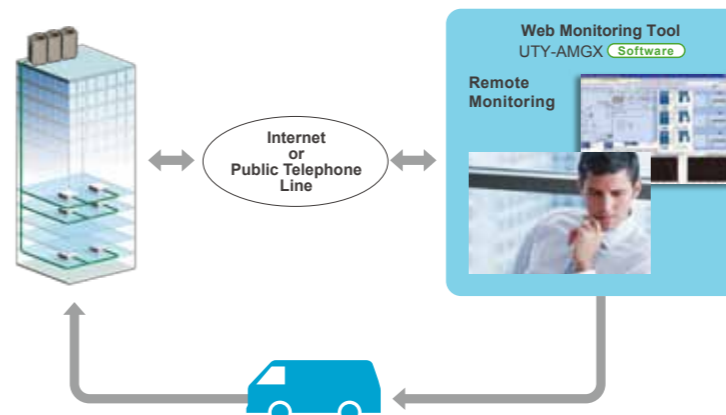 Web Monitoring Tool
UTY-AMGX Software
Remote
Monitoring
Internet
or
Public Telephone
Line